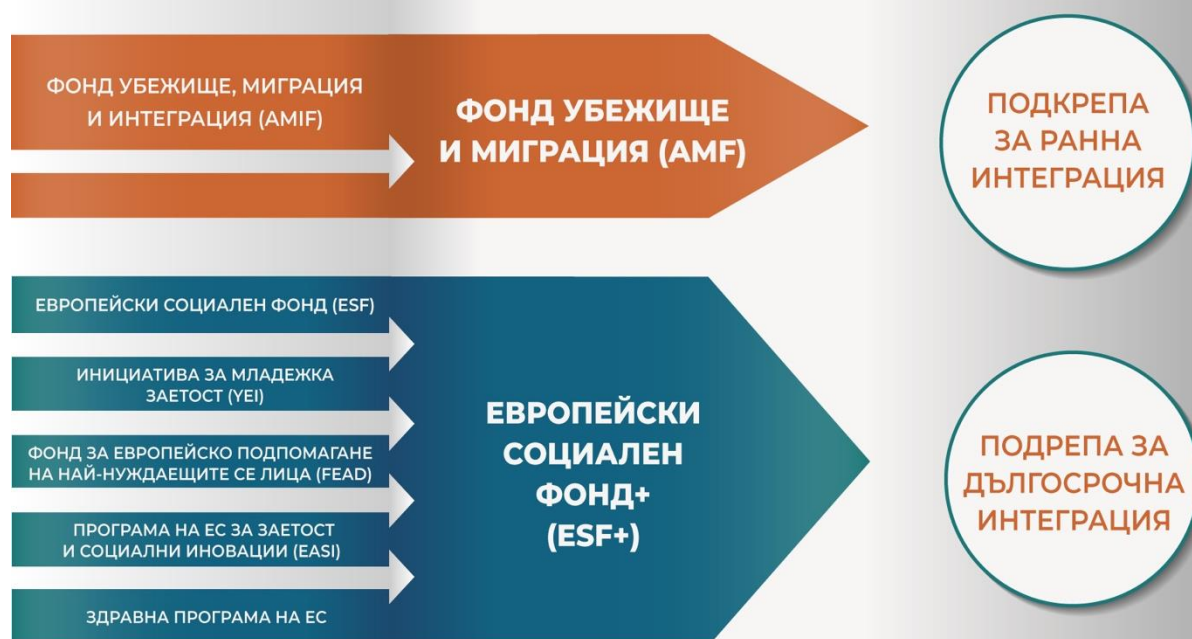 ФОНД УБЕЖИЩЕ, МИГРАЦИЯ
И ИНТЕГРАЦИЯ (AMIF)
ФОНД УБЕЖИЩЕ
И МИГРАЦИЯ (AMF)
ПОДКРЕПА
ЗА РАННА
ИНТЕГРАЦИЯ
ЕВРОПЕЙСКИ СОЦИАЛЕН ФОНД (ESF)
ИНИЦИАТИВА ЗА МЛАДЕЖКА
ЗАЕТОСТ (YEI)
ФОНД ЗА ЕВРОПЕЙСКО ПОДПОМАГАНЕ
НА НАЙ-НУЖДАЕЩИТЕ СЕ ЛИЦА (FEAD)
ПРОГРАМА НА ЕС ЗА ЗАЕТОСТ
И СОЦИАЛНИ ИНОВАЦИИ (EASI)
ЗДРАВНА ПРОГРАМА НА ЕС
ЕВРОПЕЙСКИ
СОЦИАЛЕН
ФОНД+
(ESF+)
ПОДРЕПА ЗА
ДЪЛГОСРОЧНА
ИНТЕГРАЦИЯ